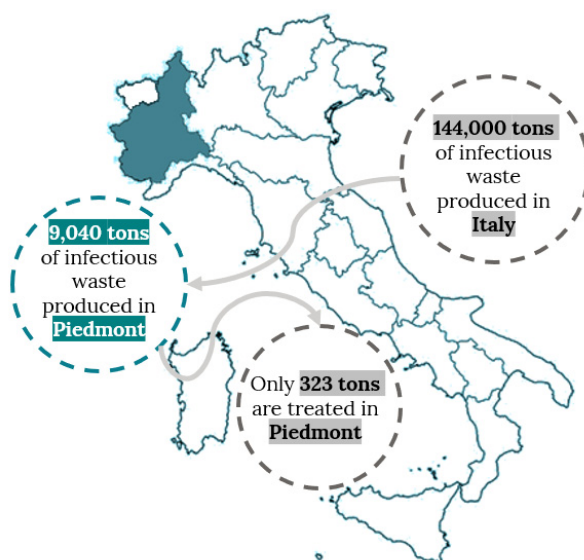 144,000 tons
of infectious
waste
produced in
Italy
9,040 tons
of infectious
waste
produced in
Piedmont
Only 323 tons
are treated in
Piedmont